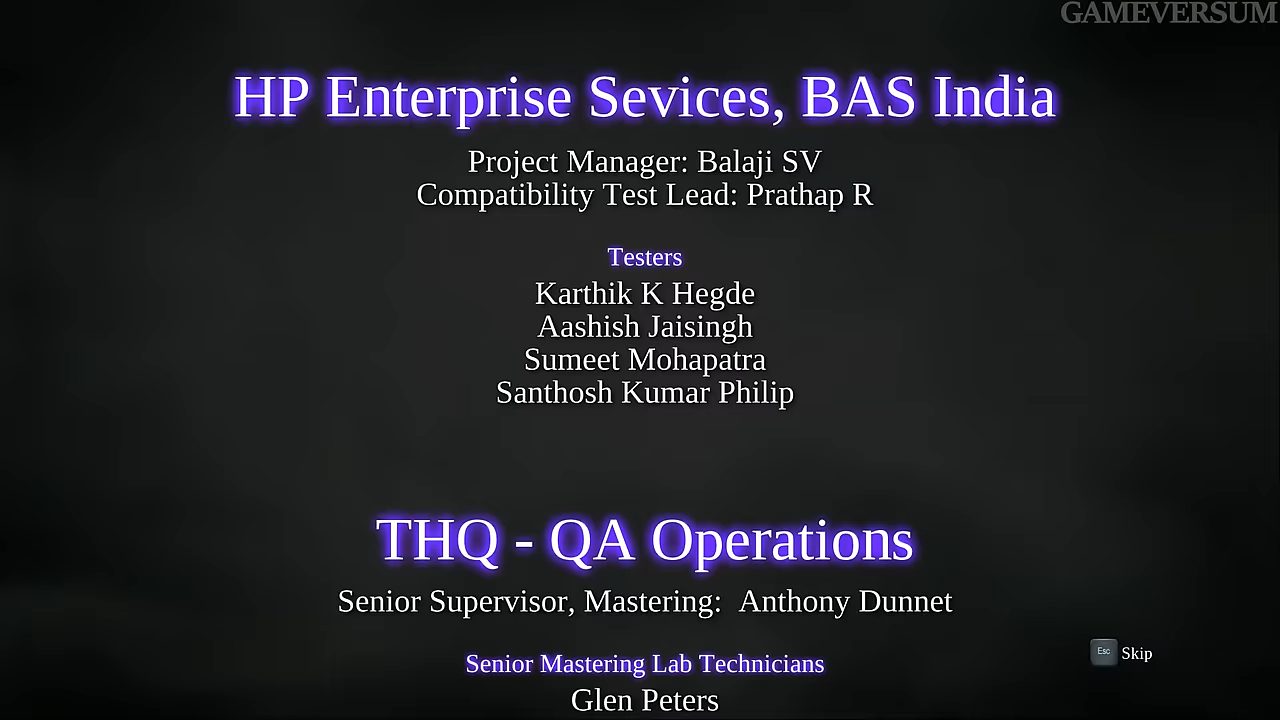 GAMEVERSUM
HP Enterprise Sevices, BAS India
Project Manager: Balaji SV
Compatibility Test Lead: Prathap R
Testers
Karthik K Hegde
Aashish Jaisingh
Sumeet Mohapatra
Santhosh Kumar Philip
THQ - QA Operations
Senior Supervisor, Mastering:  Anthony Dunnet
Esc Skip
Senior Mastering Lab Technicians
Glen Peters